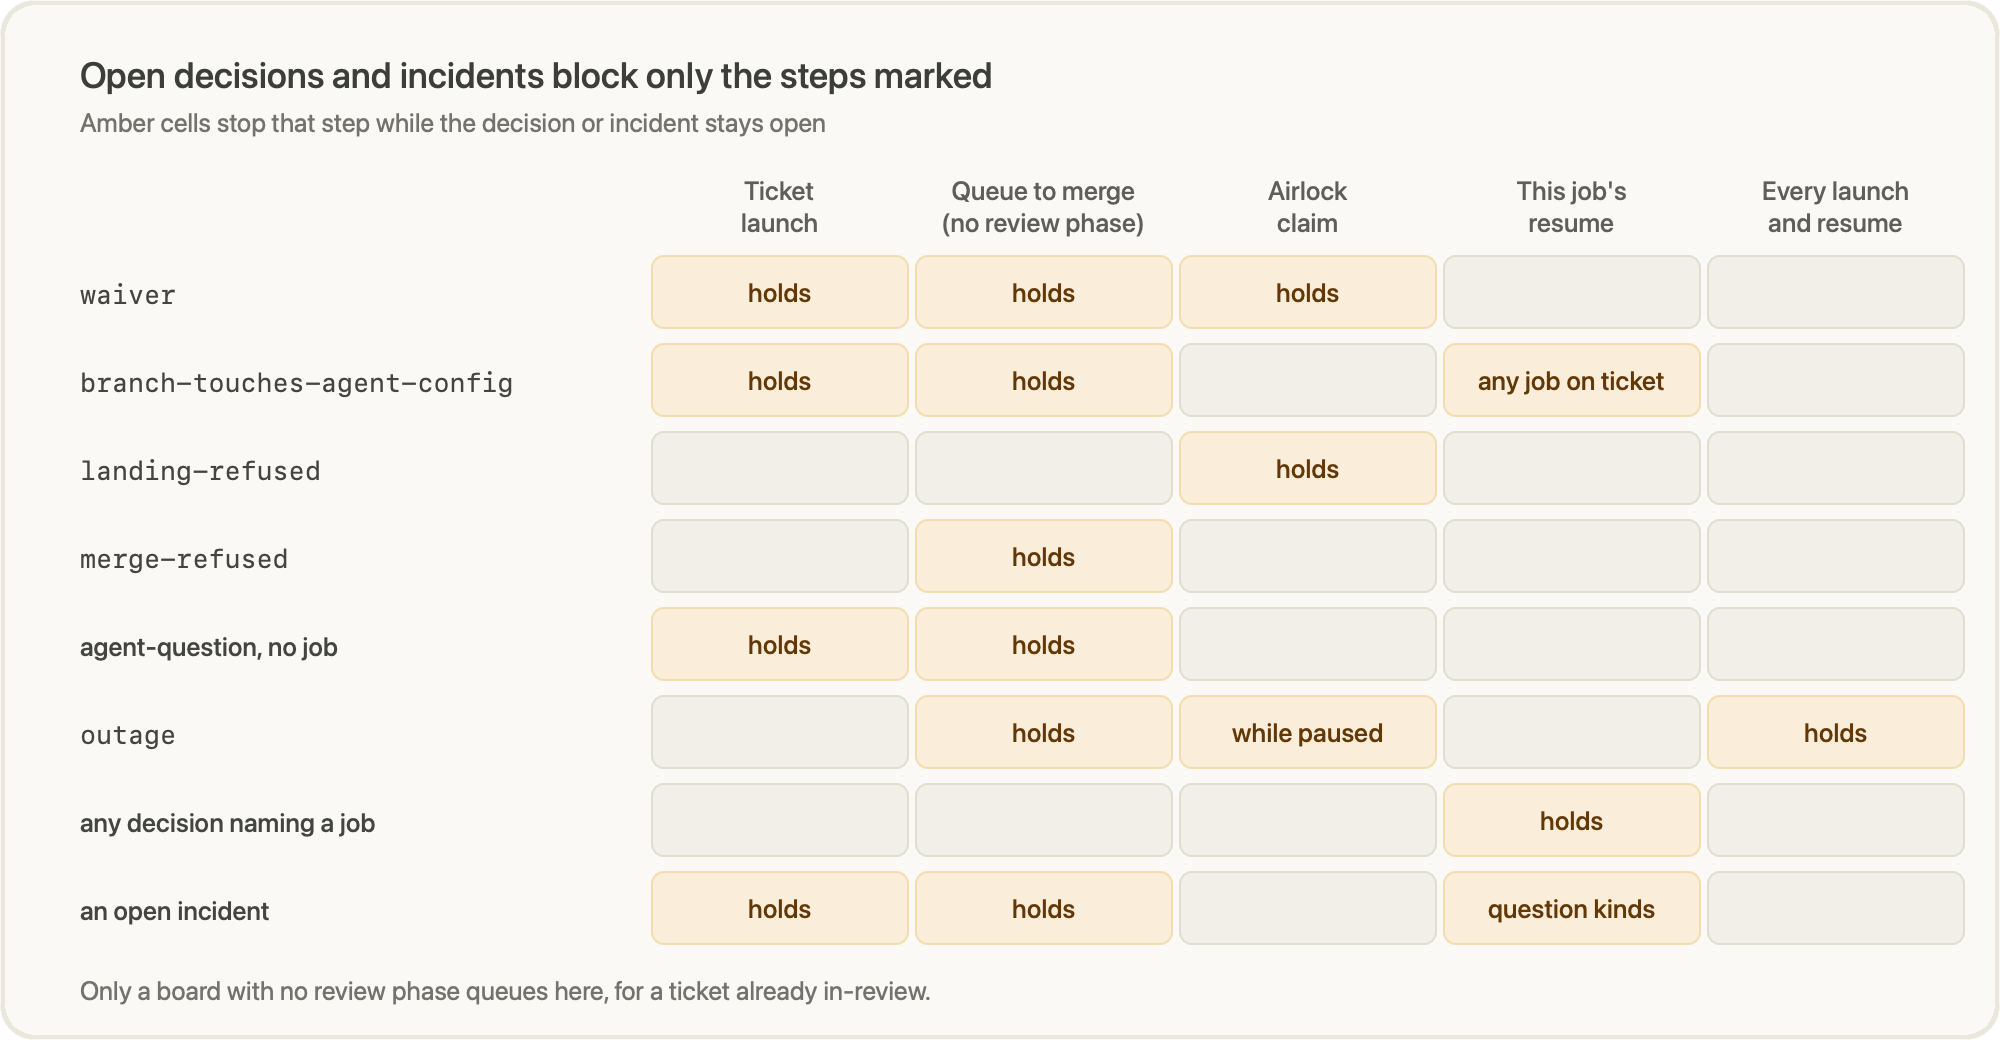 Open decisions and incidents block only the steps marked
Amber cells stop that step while the decision or incident stays open
Ticket launch
Queue to merge (no review phase)
Airlock claim
This job's resume
Every launch and resume
waiver holds holds holds
branch-touches-agent-config holds holds any job on ticket
landing-refused holds
merge-refused holds
agent-question, no job holds holds
outage holds while paused holds
any decision naming a job holds
an open incident holds holds question kinds
Only a board with no review phase queues here, for a ticket already in-review.